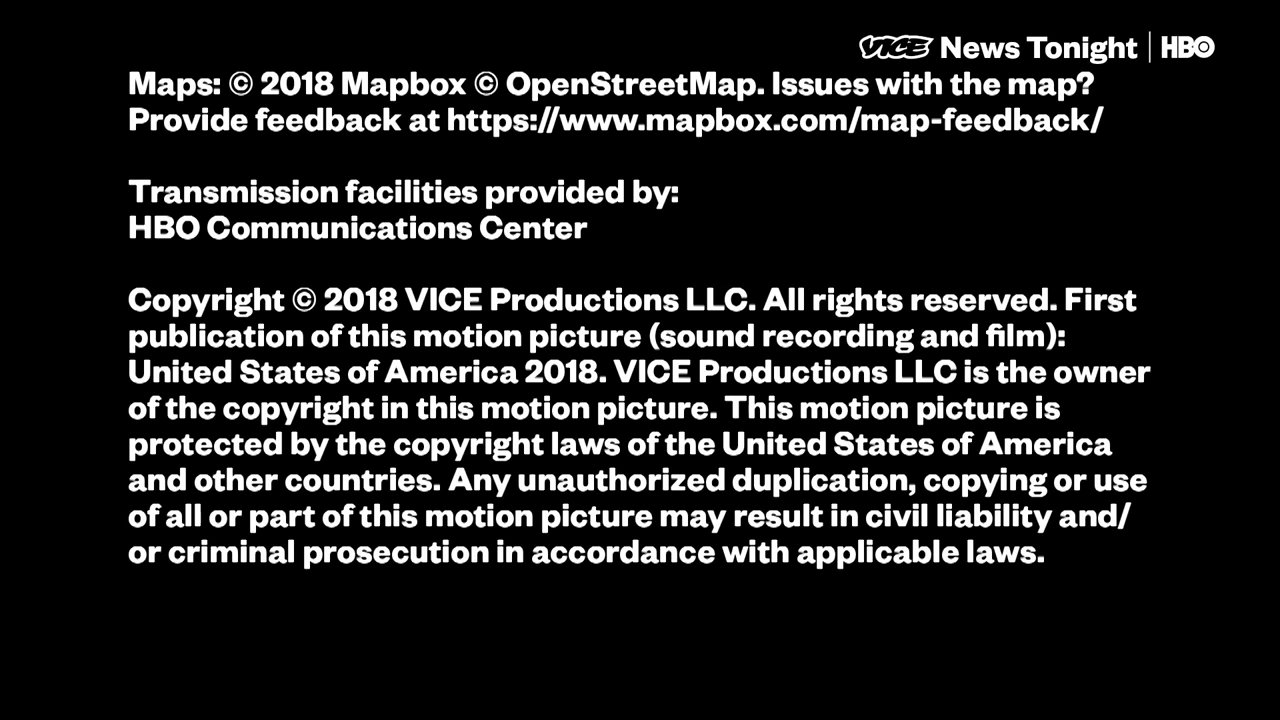 VICE News Tonight | HBO
Maps: © 2018 Mapbox © OpenStreetMap. Issues with the map?
Provide feedback at https://www.mapbox.com/map-feedback/
Transmission facilities provided by:
HBO Communications Center
Copyright © 2018 VICE Productions LLC. All rights reserved. First
publication of this motion picture (sound recording and film):
United States of America 2018. VICE Productions LLC is the owner
of the copyright in this motion picture. This motion picture is
protected by the copyright laws of the United States of America
and other countries. Any unauthorized duplication, copying or use
of all or part of this motion picture may result in civil liability and/
or criminal prosecution in accordance with applicable laws.